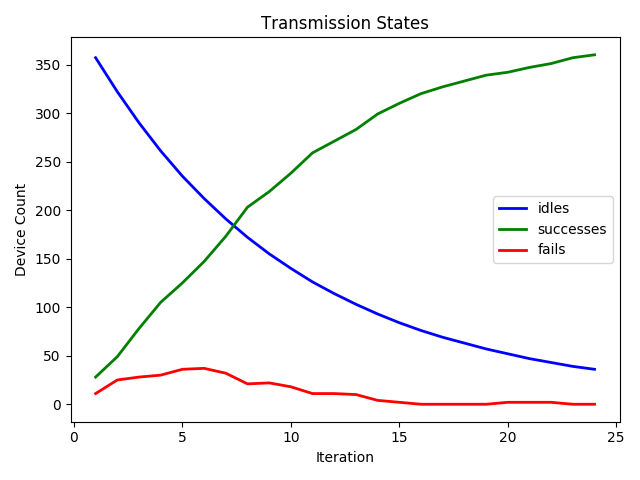 Transmission States
Device Count
350
300
250
200
150
100
50
0
idles
successes
fails
0 5 10 15 20 25
Iteration